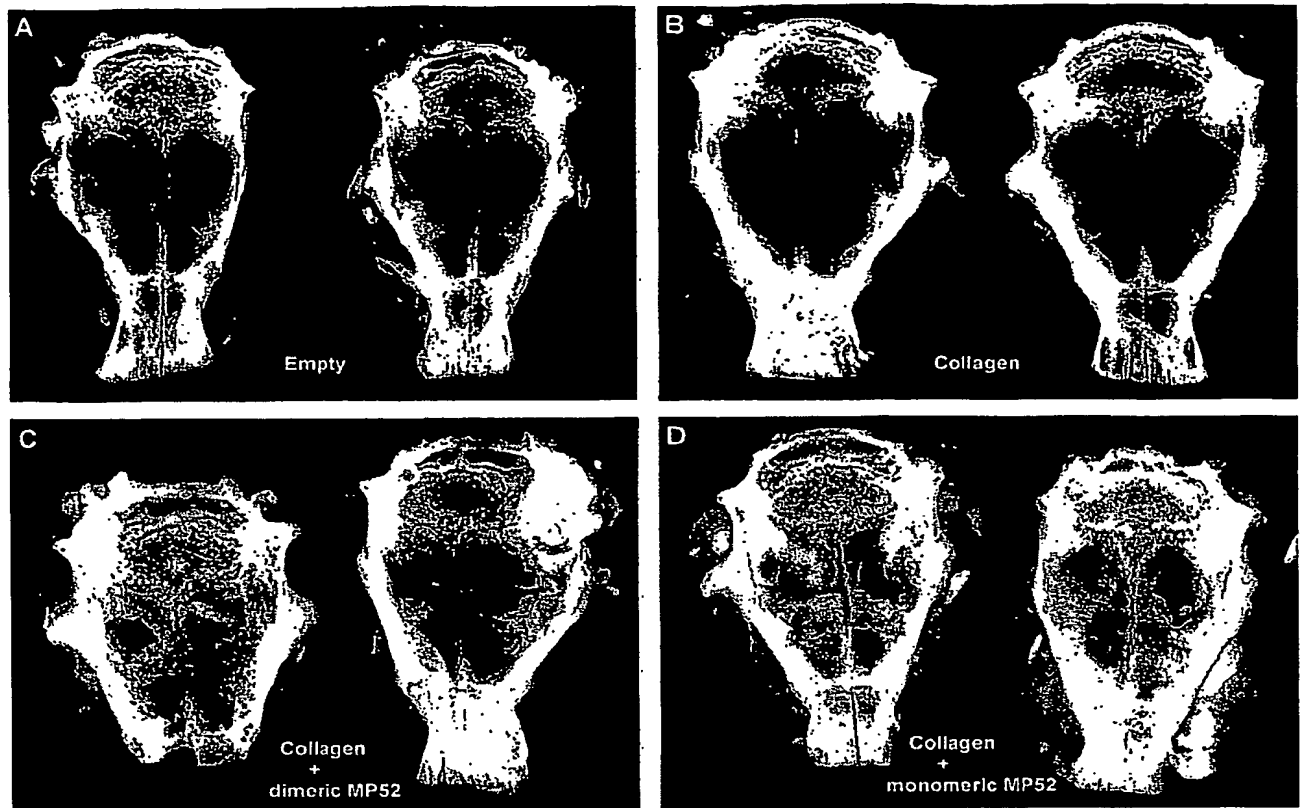 A
Empty
B
Collagen
C
Collagen
+
dimeric MP52
D
Collagen
+
monomeric MP52